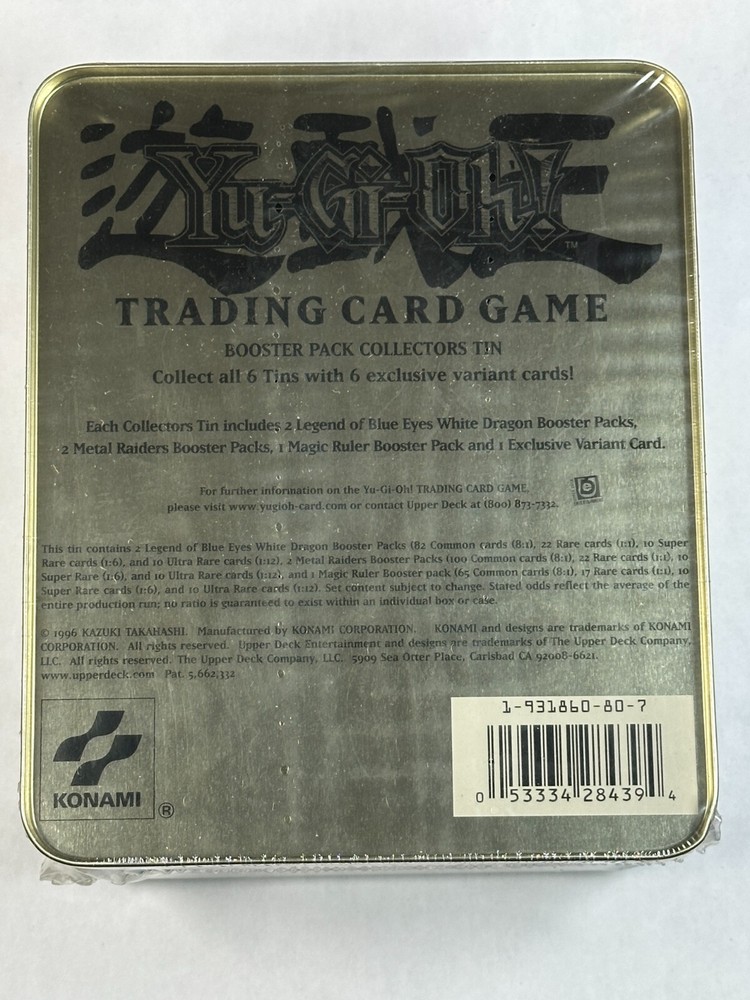 遊戯王
Yu-Gi-Oh!
TM
TRADING CARD GAME
BOOSTER PACK COLLECTORS TIN
Collect all 6 Tins with 6 exclusive variant cards!
Each Collectors Tin includes 2 Legend of Blue Eyes White Dragon Booster Packs,
2 Metal Raiders Booster Packs, 1 Magic Ruler Booster Pack and 1 Exclusive Variant Card.
For further information on the Yu-Gi-Oh! TRADING CARD GAME,
please visit www.yugioh-card.com or contact Upper Deck at (800) 873-7332.
This tin contains 2 Legend of Blue Eyes White Dragon Booster Packs (82 Common cards (8:1), 22 Rare cards (1:1), 10 Super
Rare cards (1:6), and 10 Ultra Rare cards (1:12), 2 Metal Raiders Booster Packs (100 Common cards (8:1), 22 Rare cards (1:1), 10
Super Rare (1:6), and 10 Ultra Rare cards (1:12), and 1 Magic Ruler Booster pack (65 Common cards (8:1), 17 Rare cards (1:1), 10
Super Rare cards (1:6), and 10 Ultra Rare cards (1:12). Set content subject to change. Stated odds reflect the average of the
entire production run; no ratio is guaranteed to exist within an individual box or case.
© 1996 KAZUKI TAKAHASHI. Manufactured by KONAMI CORPORATION. KONAMI and designs are trademarks of KONAMI
CORPORATION. All rights reserved. Upper Deck Entertainment and designs are trademarks of The Upper Deck Company,
LLC. All rights reserved. The Upper Deck Company, LLC. 5909 Sea Otter Place, Carlsbad CA 92008-6621.
www.upperdeck.com Pat. 5,662,332
KONAMI
®
1-931860-80-7
0 53334 28439 4